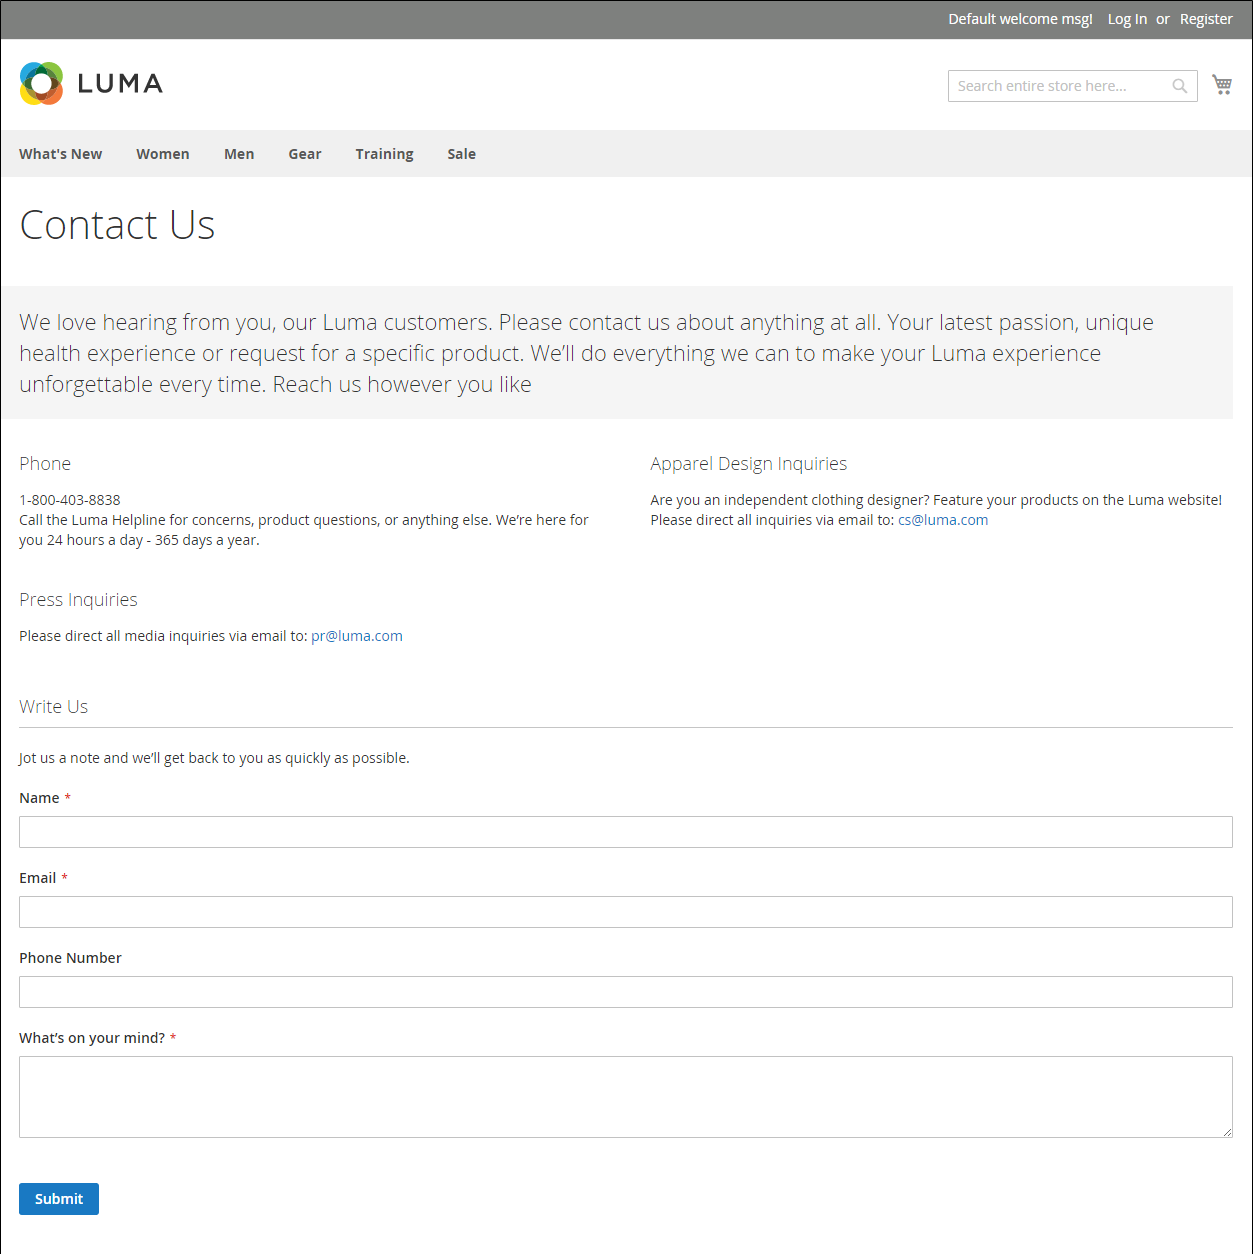 Default welcome msg! Log In or Register
LUMA
Search entire store here...
What's New Women Men Gear Training Sale
Contact Us
We love hearing from you, our Luma customers. Please contact us about anything at all. Your latest passion, unique
health experience or request for a specific product. We’ll do everything we can to make your Luma experience
unforgettable every time. Reach us however you like
Phone
1-800-403-8838
Call the Luma Helpline for concerns, product questions, or anything else. We’re here for
you 24 hours a day - 365 days a year.
Apparel Design Inquiries
Are you an independent clothing designer? Feature your products on the Luma website!
Please direct all inquiries via email to: cs@luma.com
Press Inquiries
Please direct all media inquiries via email to: pr@luma.com
Write Us
Jot us a note and we’ll get back to you as quickly as possible.
Name *
Email *
Phone Number
What’s on your mind? *
Submit